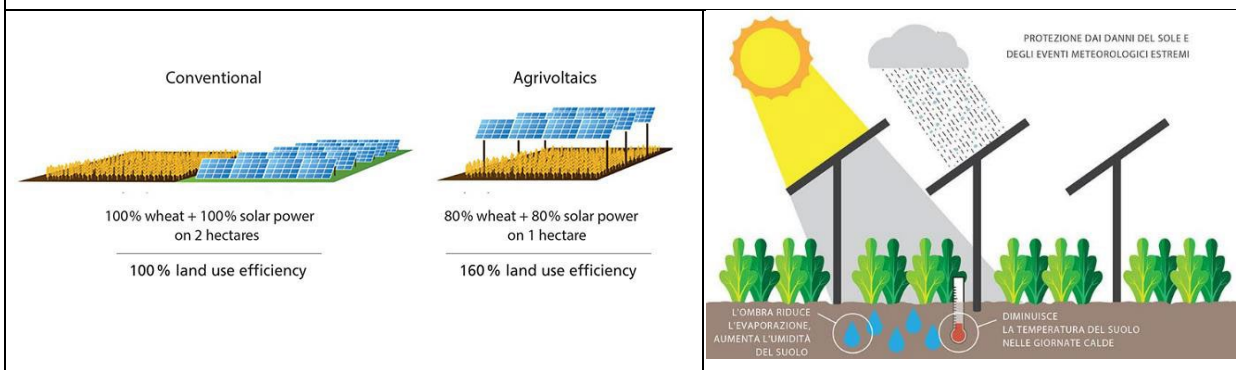 Conventional
100% wheat + 100% solar power
on 2 hectares
100% land use efficiency
Agrivoltaics
80% wheat + 80% solar power
on 1 hectare
160% land use efficiency
PROTEZIONE DAI DANNI DEL SOLE E
DEGLI EVENTI METEOROLOGICI ESTREMI
L'OMBRA RIDUCE
L'EVAPORAZIONE,
AUMENTA L'UMIDITÀ
DEL SUOLO
DIMINUISCE
LA TEMPERATURA DEL SUOLO
NELLE GIORNATE CALDE